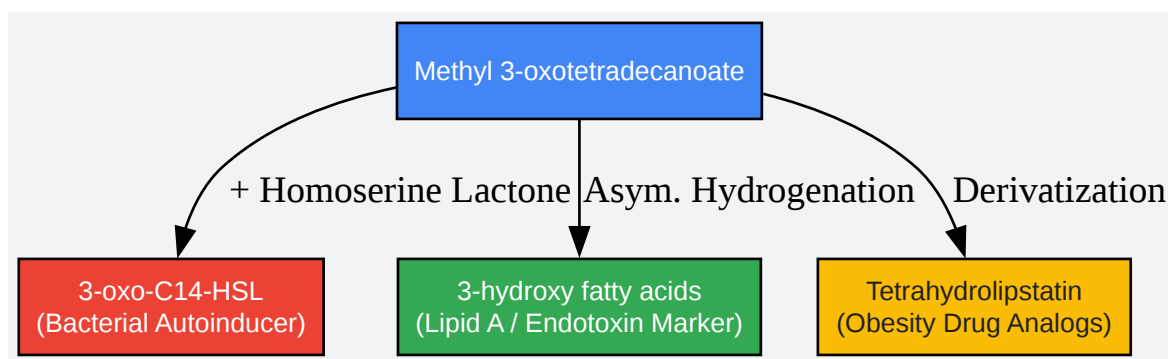 Methyl 3-oxotetradecanoate
+ Homoserine Lactone
Asym. Hydrogenation
Derivatization
3-oxo-C14-HSL
(Bacterial Autoinducer)
3-hydroxy fatty acids
(Lipid A / Endotoxin Marker)
Tetrahydrolipstatin
(Obesity Drug Analogs)